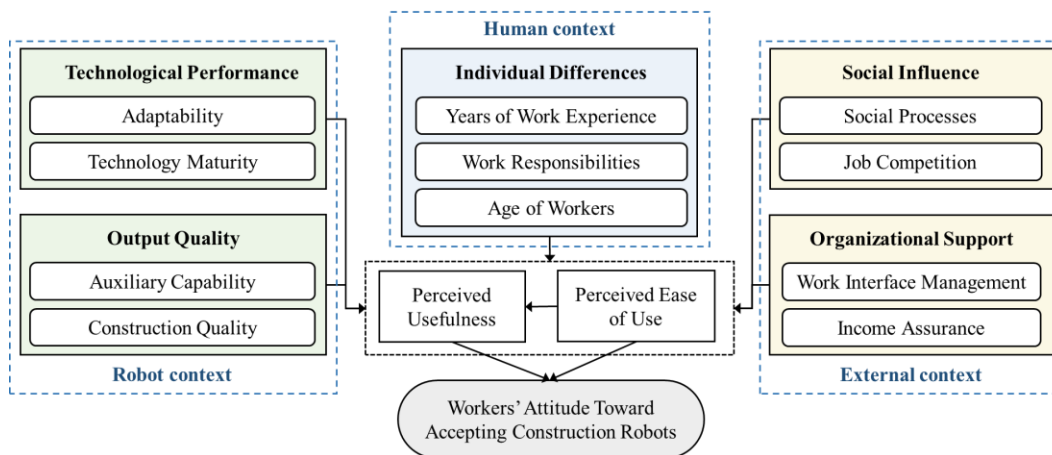 Technological Performance
Adaptability
Technology Maturity
Output Quality
Auxiliary Capability
Construction Quality
Robot context
Human context
Individual Differences
Years of Work Experience
Work Responsibilities
Age of Workers
Perceived
Usefulness
Perceived Ease
of Use
Workers' Attitude Toward
Accepting Construction Robots
Social Influence
Social Processes
Job Competition
Organizational Support
Work Interface Management
Income Assurance
External context